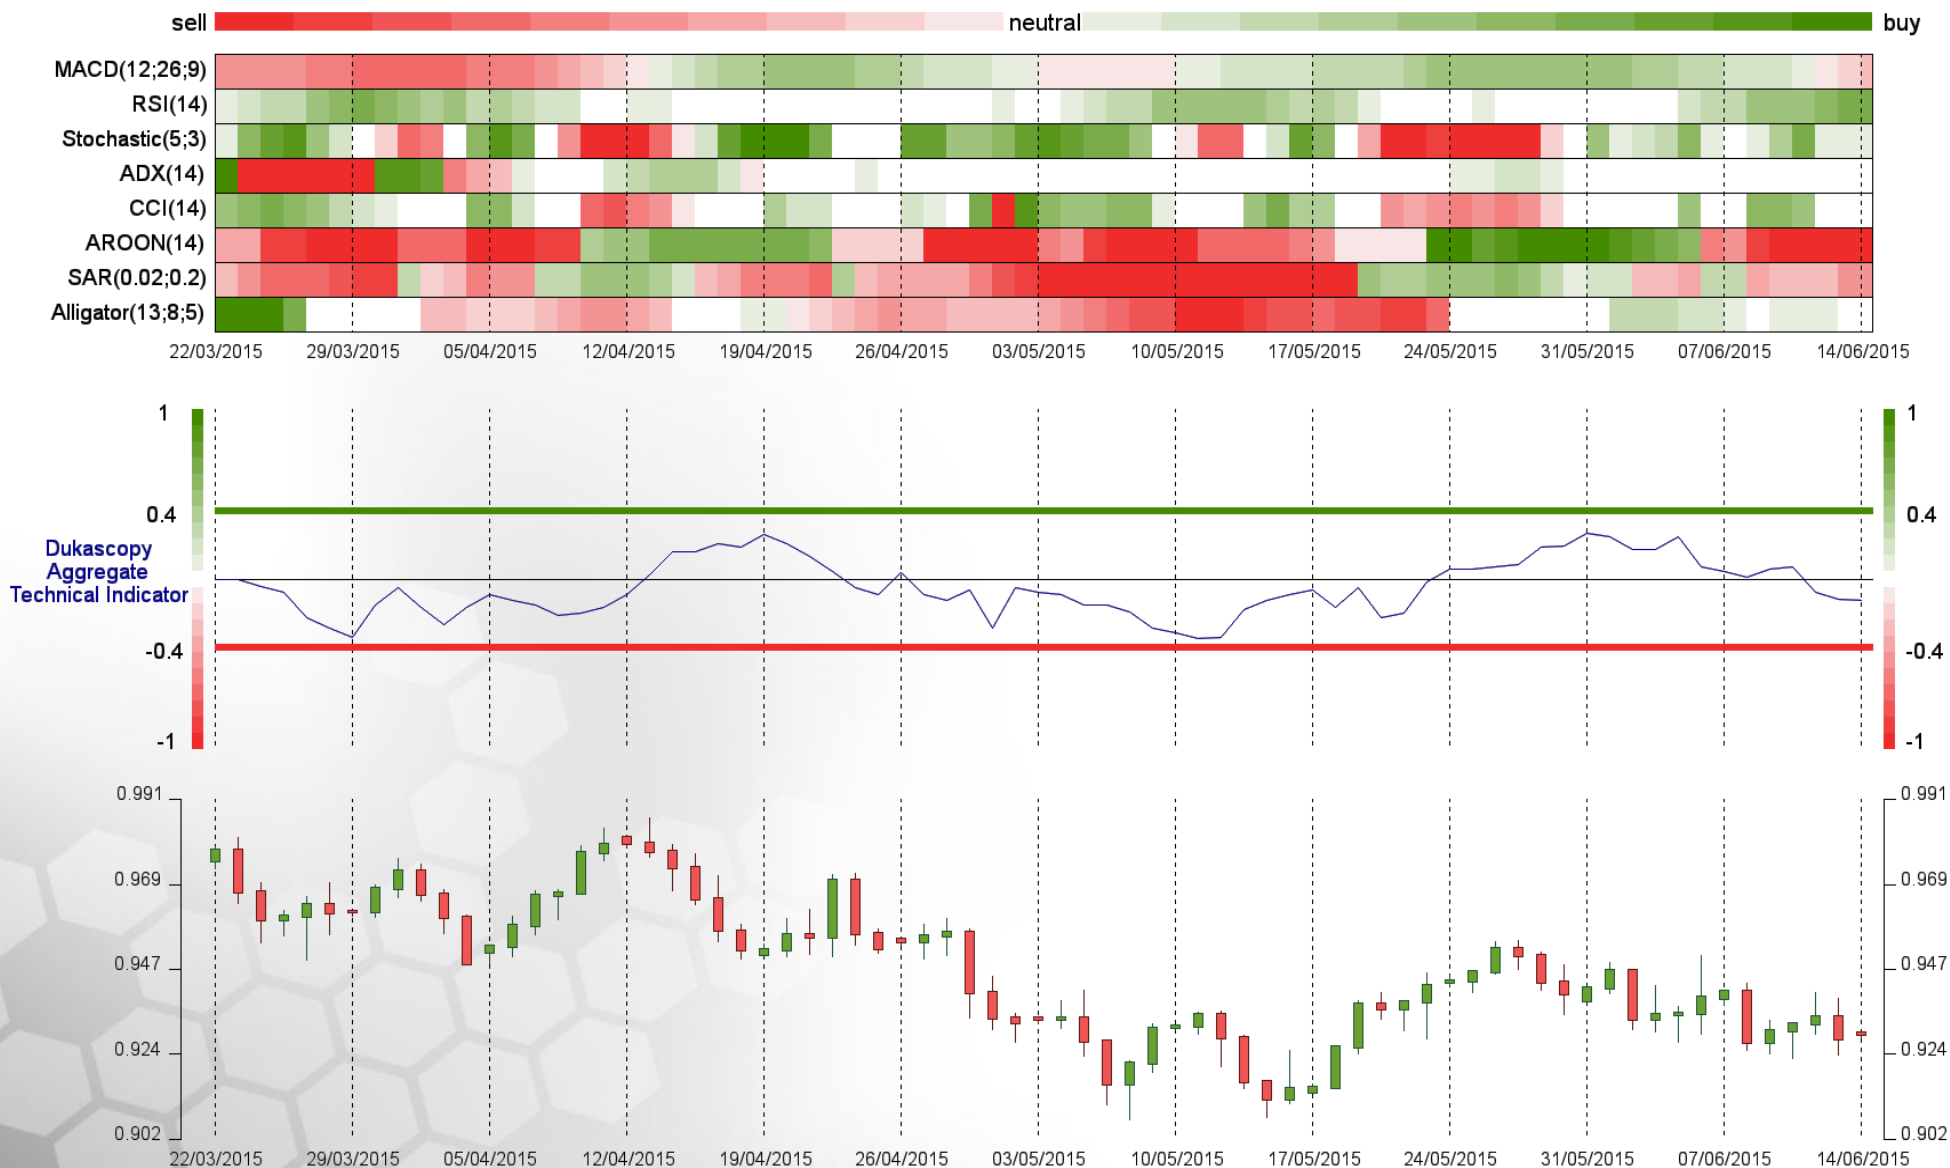 sell neutral buy
MACD(12;26;9)
RSI(14)
Stochastic(5;3)
ADX(14)
CCI(14)
AROON(14)
SAR(0.02;0.2)
Alligator(13;8;5)
22/03/2015 29/03/2015 05/04/2015 12/04/2015 19/04/2015 26/04/2015 03/05/2015 10/05/2015 17/05/2015 24/05/2015 31/05/2015 07/06/2015 14/06/2015
1 1
0.4 0.4
Dukascopy
Aggregate
Technical Indicator
-0.4 -0.4
-1 -1
0.991 0.991
0.969 0.969
0.947 0.947
0.924 0.924
0.902 0.902
22/03/2015 29/03/2015 05/04/2015 12/04/2015 19/04/2015 26/04/2015 03/05/2015 10/05/2015 17/05/2015 24/05/2015 31/05/2015 07/06/2015 14/06/2015